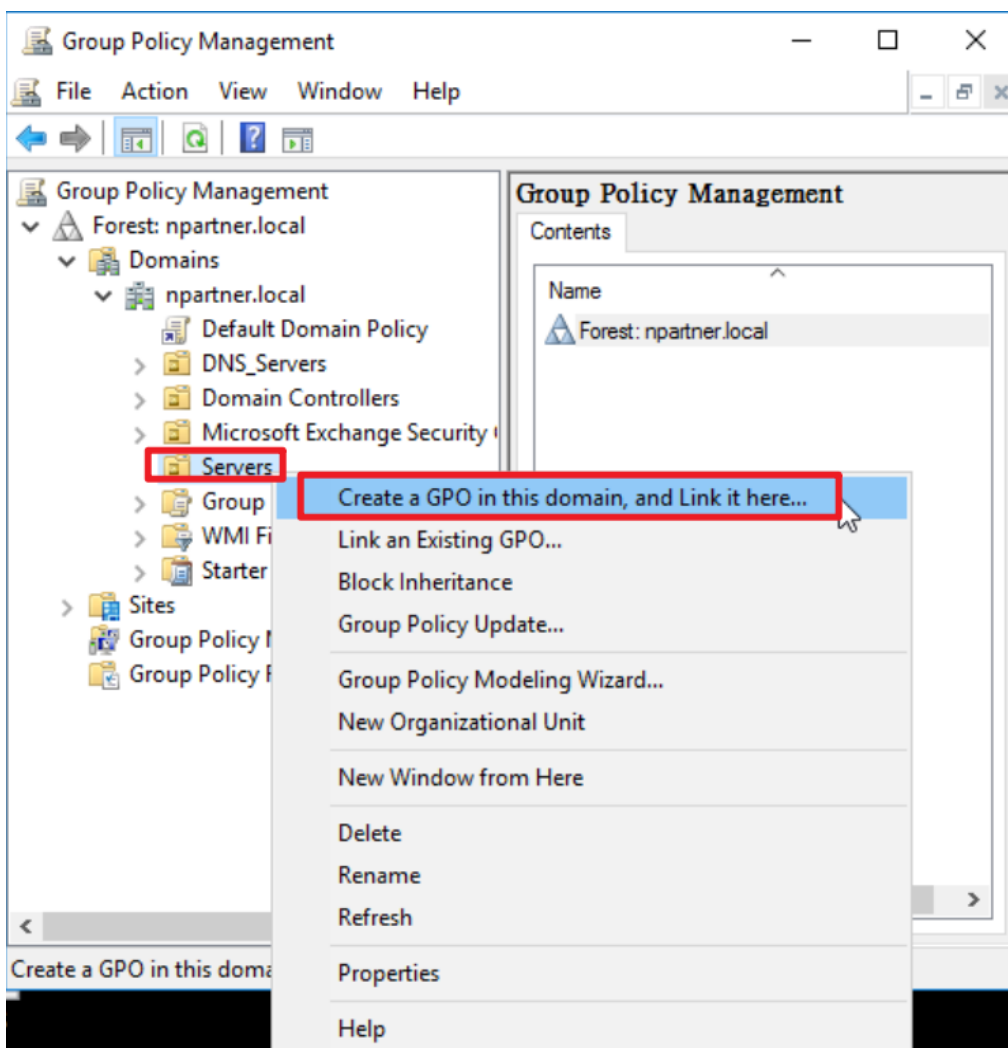 Group Policy Management
File Action View Window Help
Group Policy Management
Forest: npartner.local
Domains
npartner.local
Default Domain Policy
DNS_Servers
Domain Controllers
Microsoft Exchange Security
Servers
Group
WMI Fi
Starter
Sites
Group Policy
Group Policy
Group Policy Management
Contents
Name
Forest: npartner.local
Create a GPO in this domain, and Link it here...
Link an Existing GPO...
Block Inheritance
Group Policy Update...
Group Policy Modeling Wizard...
New Organizational Unit
New Window from Here
Delete
Rename
Refresh
Properties
Help
Create a GPO in this doma